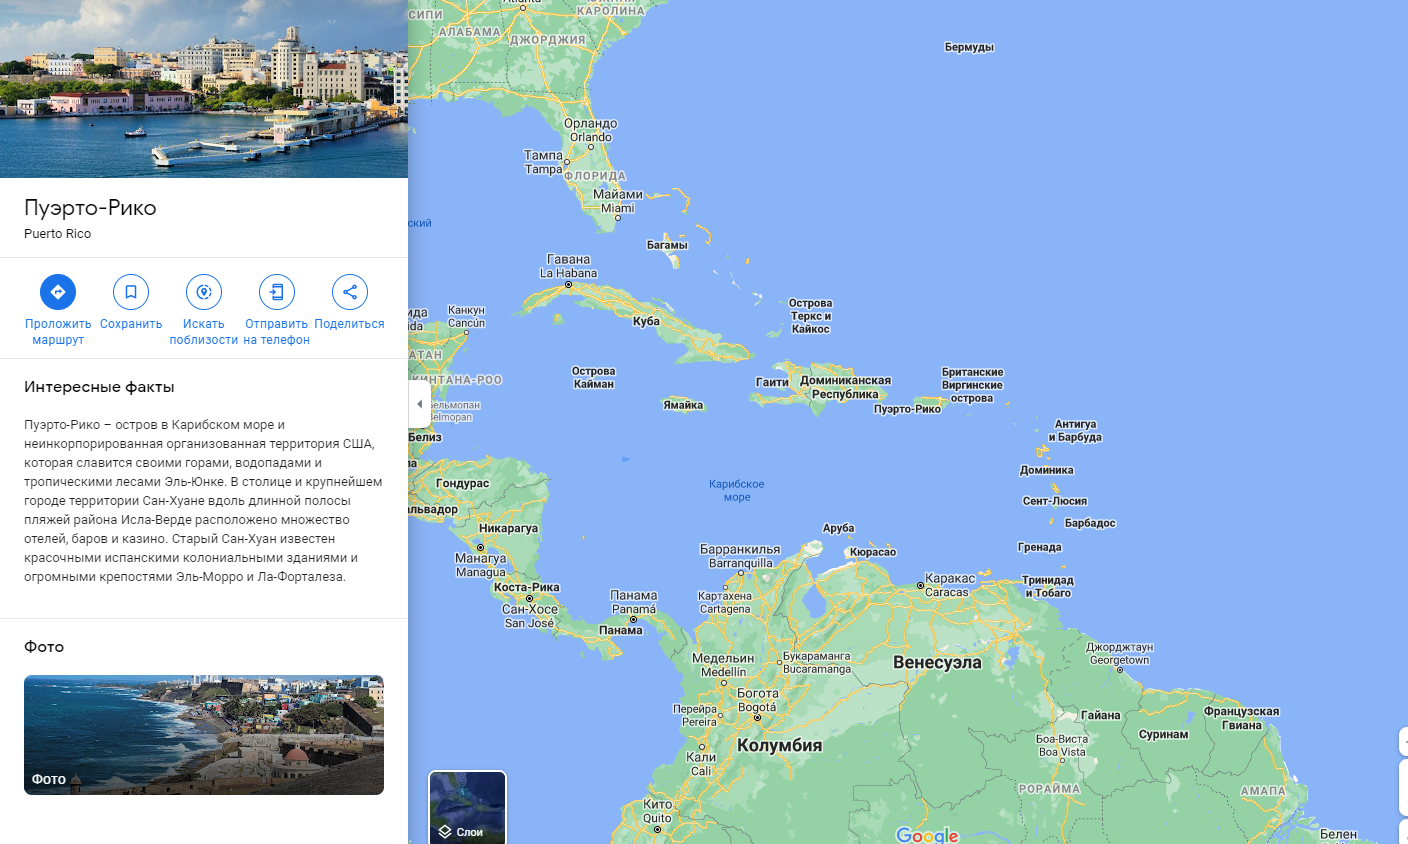 Пуэрто-Рико
Puerto Rico
Проложить маршрут
Сохранить
Искать поблизости
Отправить на телефон
Поделиться
Интересные факты
Пуэрто-Рико – остров в Карибском море и
неинкорпорированная организованная территория США,
которая славится своими горами, водопадами и
тропическими лесами Эль-Юнке. В столице и крупнейшем
городе территории Сан-Хуане вдоль длинной полосы
пляжей района Исла-Верде расположено множество
отелей, баров и казино. Старый Сан-Хуан известен
красочными испанскими колониальными зданиями и
огромными крепостями Эль-Морро и Ла-Форталеза.
Фото
Фото
Слои
СИПИ
АЛАБАМА
ДЖОРДЖИЯ
КАРОЛИНА
Бермуды
Орландо
Orlando
Тампа
Tampa
ФЛОРИДА
Майами
Miami
ский
Багамы
Гавана
La Habana
Острова
Теркс и
Кайкос
ида
Канкун
Cancún
Куба
АТАН
КИНТАНА-РОО
Острова
Кайман
Гаити
Доминиканская
Республика
Британские
Виргинские
острова
Ямайка
Пуэрто-Рико
ельмопан
Belmopan
Белиз
Антигуа
и Барбуда
ла
Доминика
Гондурас
Карибское
море
альвадор
Сент-Люсия
Никарагуа
Аруба
Барбадос
Манагуа
Managua
Барранкилья
Barranquilla
Кюрасао
Гренада
Коста-Рика
Сан-Хосе
San José
Картахена
Cartagena
Каракас
Caracas
Тринидад
и Тобаго
Панама
Panamá
Панама
Медельин
Medellín
Букараманга
Bucaramanga
Венесуэла
Джорджтаун
Georgetown
Богота
Bogotá
Перейра
Pereira
Колумбия
Кали
Cali
Гайана
Французская
Гвиана
Суринам
Боа-Виста
Boa Vista
РОРАЙМА
АМАПА
Кито
Quito
Google
Белен